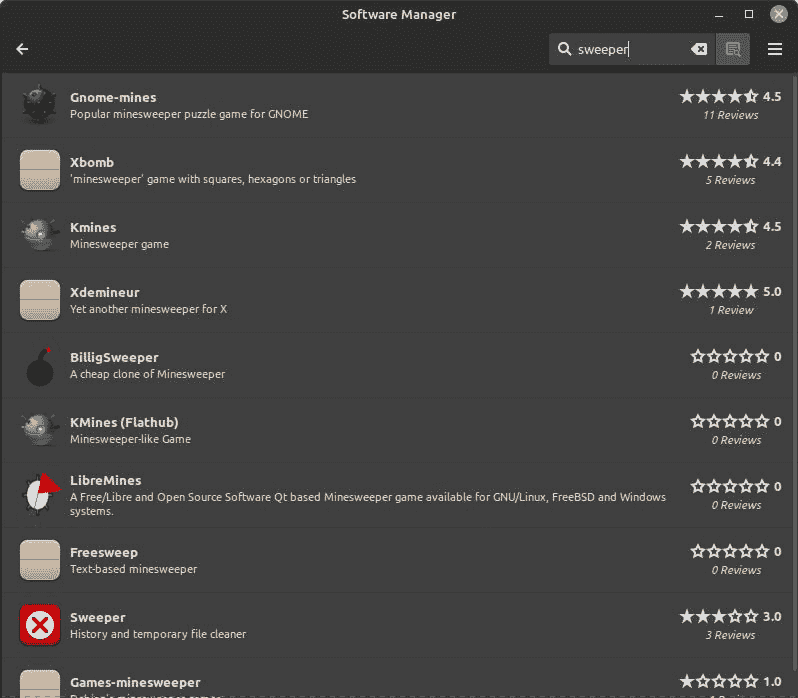 Software Manager
sweeper
Gnome-mines
Popular minesweeper puzzle game for GNOME
4.5
11 Reviews
Xbomb
'minesweeper' game with squares, hexagons or triangles
4.4
5 Reviews
Kmines
Minesweeper game
4.5
2 Reviews
Xdemineur
Yet another minesweeper for X
5.0
1 Review
BilligSweeper
A cheap clone of Minesweeper
0
0 Reviews
KMines (Flathub)
Minesweeper-like Game
0
0 Reviews
LibreMines
A Free/Libre and Open Source Software Qt based Minesweeper game available for GNU/Linux, FreeBSD and Windows
systems.
0
0 Reviews
Freesweep
Text-based minesweeper
0
0 Reviews
Sweeper
History and temporary file cleaner
3.0
3 Reviews
Games-minesweeper
1.0